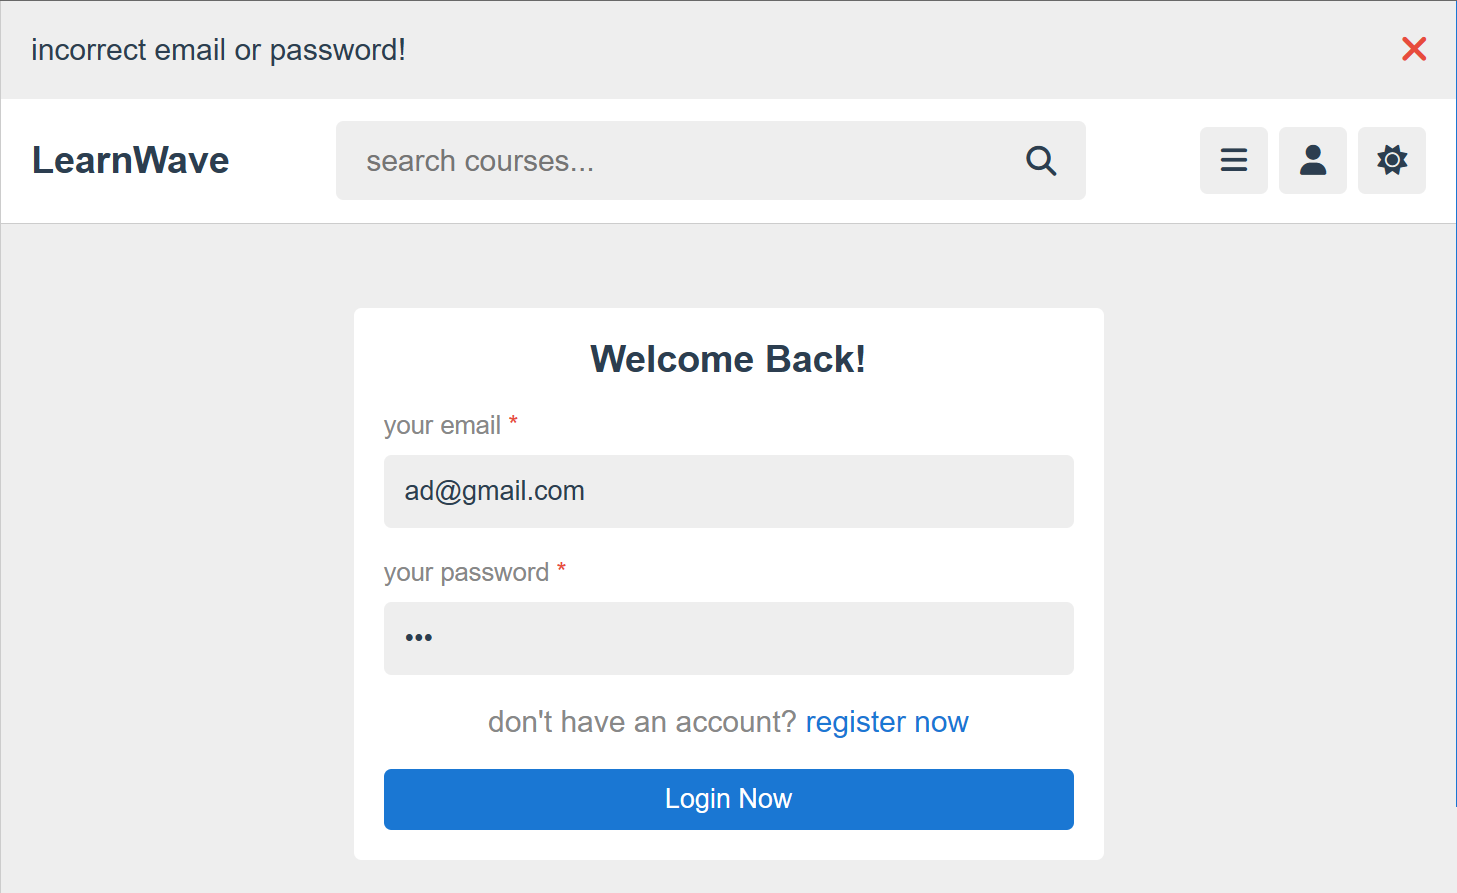 incorrect email or password!
LearnWave
search courses...
Welcome Back!
your email *
ad@gmail.com
your password *
•••
don't have an account? register now
Login Now